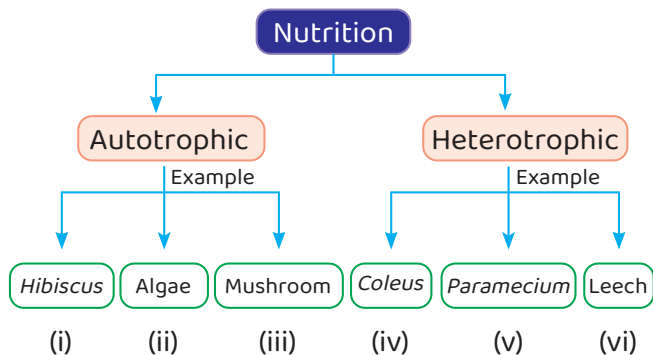 Nutrition
Autotrophic
Heterotrophic
Example
Example
Hibiscus
Algae
Mushroom
Coleus
Paramecium
Leech
(i)
(ii)
(iii)
(iv)
(v)
(vi)